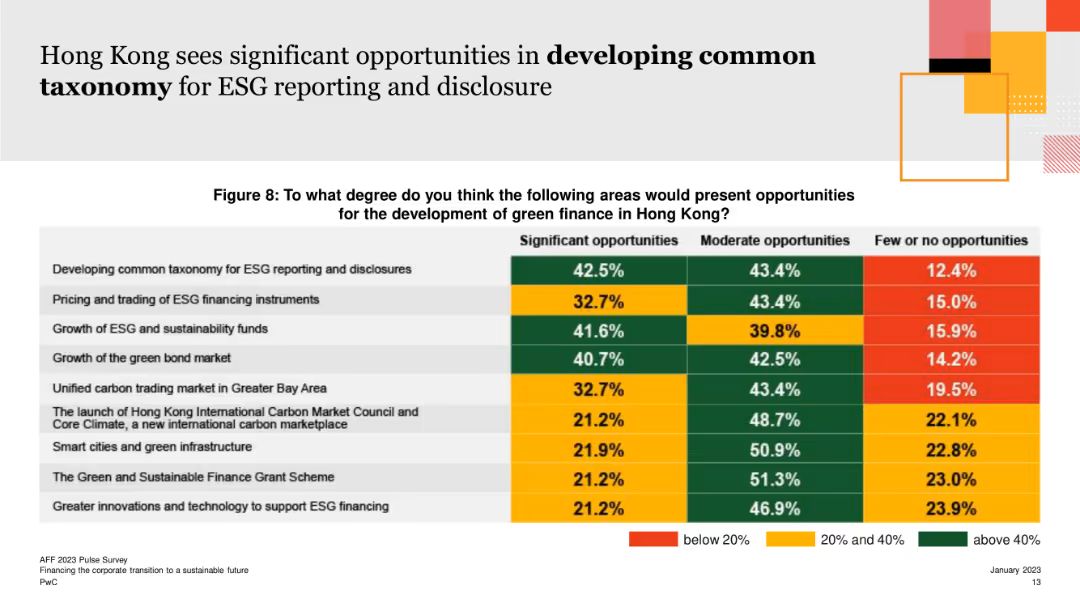 Hong Kong sees significant opportunities in developing common
taxonomy for ESG reporting and disclosure
Figure 8: To what degree do you think the following areas would present opportunities
for the development of green finance in Hong Kong?
Significant opportunities Moderate opportunities Few or no opportunities
Developing common taxonomy for ESG reporting and disclosures 42.5% 43.4% 12.4%
Pricing and trading of ESG financing instruments 32.7% 43.4% 15.0%
Growth of ESG and sustainability funds 41.6% 39.8% 15.9%
Growth of the green bond market 40.7% 42.5% 14.2%
Unified carbon trading market in Greater Bay Area 32.7% 43.4% 19.5%
The launch of Hong Kong International Carbon Market Council and
Core Climate, a new international carbon marketplace 21.2% 48.7% 22.1%
Smart cities and green infrastructure 21.9% 50.9% 22.8%
The Green and Sustainable Finance Grant Scheme 21.2% 51.3% 23.0%
Greater innovations and technology to support ESG financing 21.2% 46.9% 23.9%
below 20% 20% and 40% above 40%
AFF 2023 Pulse Survey
Financing the corporate transition to a sustainable future
PwC
January 2023
13